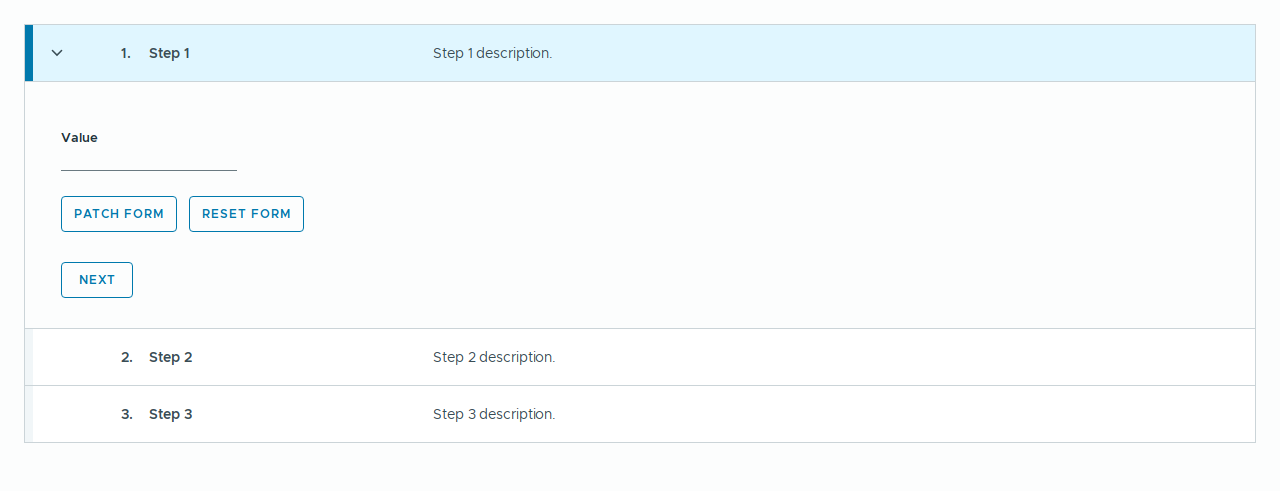 1. Step 1 Step 1 description.
Value
PATCH FORM RESET FORM
NEXT
2. Step 2 Step 2 description.
3. Step 3 Step 3 description.